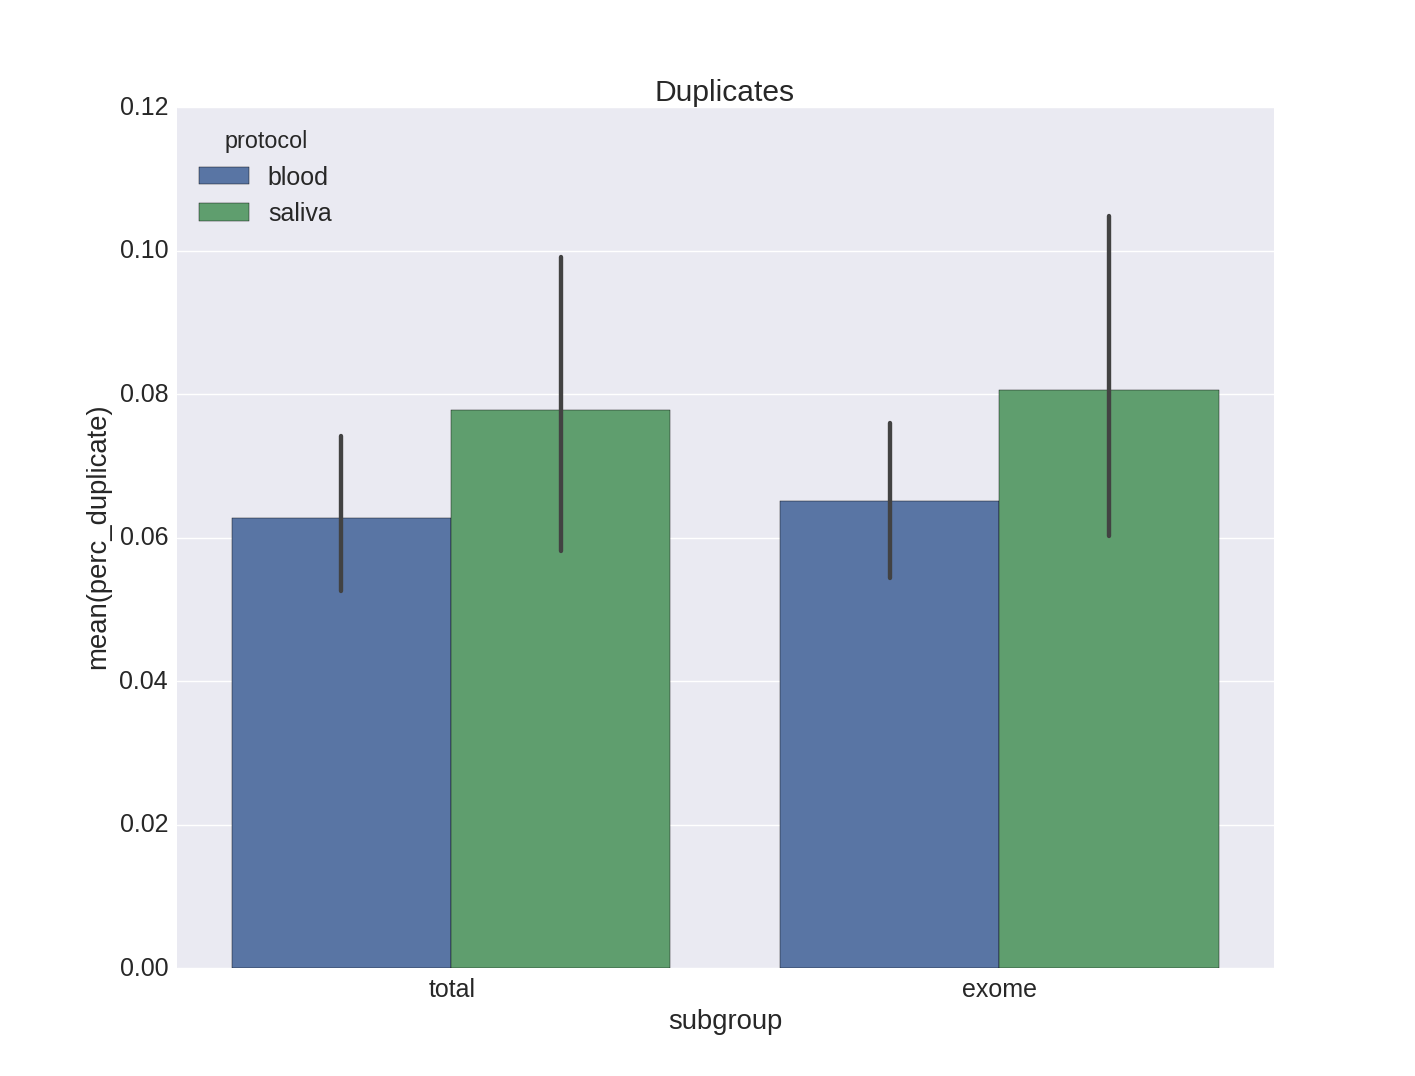 Duplicates
protocol
blood
saliva
0.12
0.10
0.08
0.06
0.04
0.02
0.00
mean(perc_duplicate)
total exome
subgroup